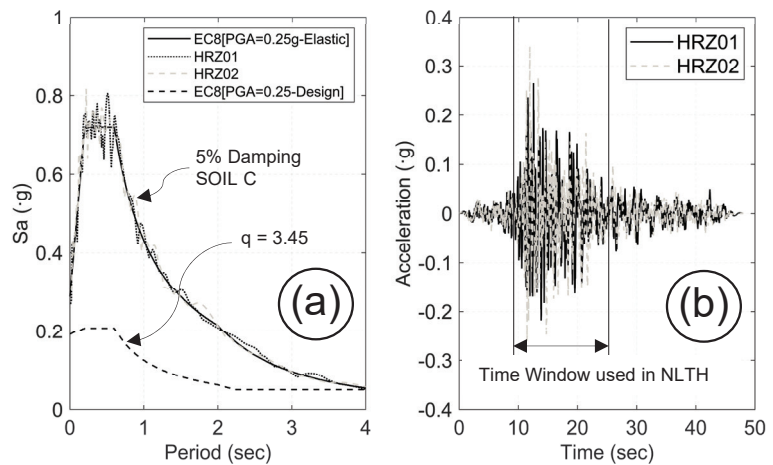 EC8[PGA=0.25g-Elastic]
HRZ01
HRZ02
EC8[PGA=0.25-Design]
5% Damping
SOIL C
q = 3.45
(a)
1
0.8
0.6
0.4
0.2
0
0
1
2
3
4
Sa (·g)
Period (sec)
HRZ01
HRZ02
(b)
Time Window used in NLTH
0.4
0.3
0.2
0.1
0
-0.1
-0.2
-0.3
-0.4
0
10
20
30
40
50
Acceleration (·g)
Time (sec)